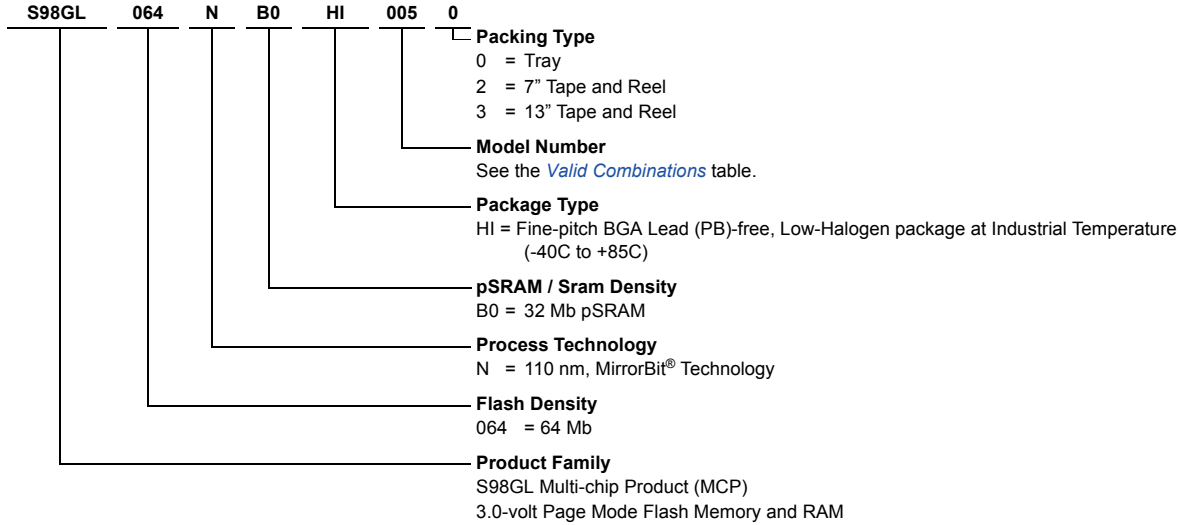 S98GL 064 N B0 HI 005 0
Packing Type
0 = Tray
2 = 7” Tape and Reel
3 = 13” Tape and Reel
Model Number
See the Valid Combinations table.
Package Type
HI = Fine-pitch BGA Lead (PB)-free, Low-Halogen package at Industrial Temperature
(-40C to +85C)
pSRAM / Sram Density
B0 = 32 Mb pSRAM
Process Technology
N = 110 nm, MirrorBit® Technology
Flash Density
064 = 64 Mb
Product Family
S98GL Multi-chip Product (MCP)
3.0-volt Page Mode Flash Memory and RAM